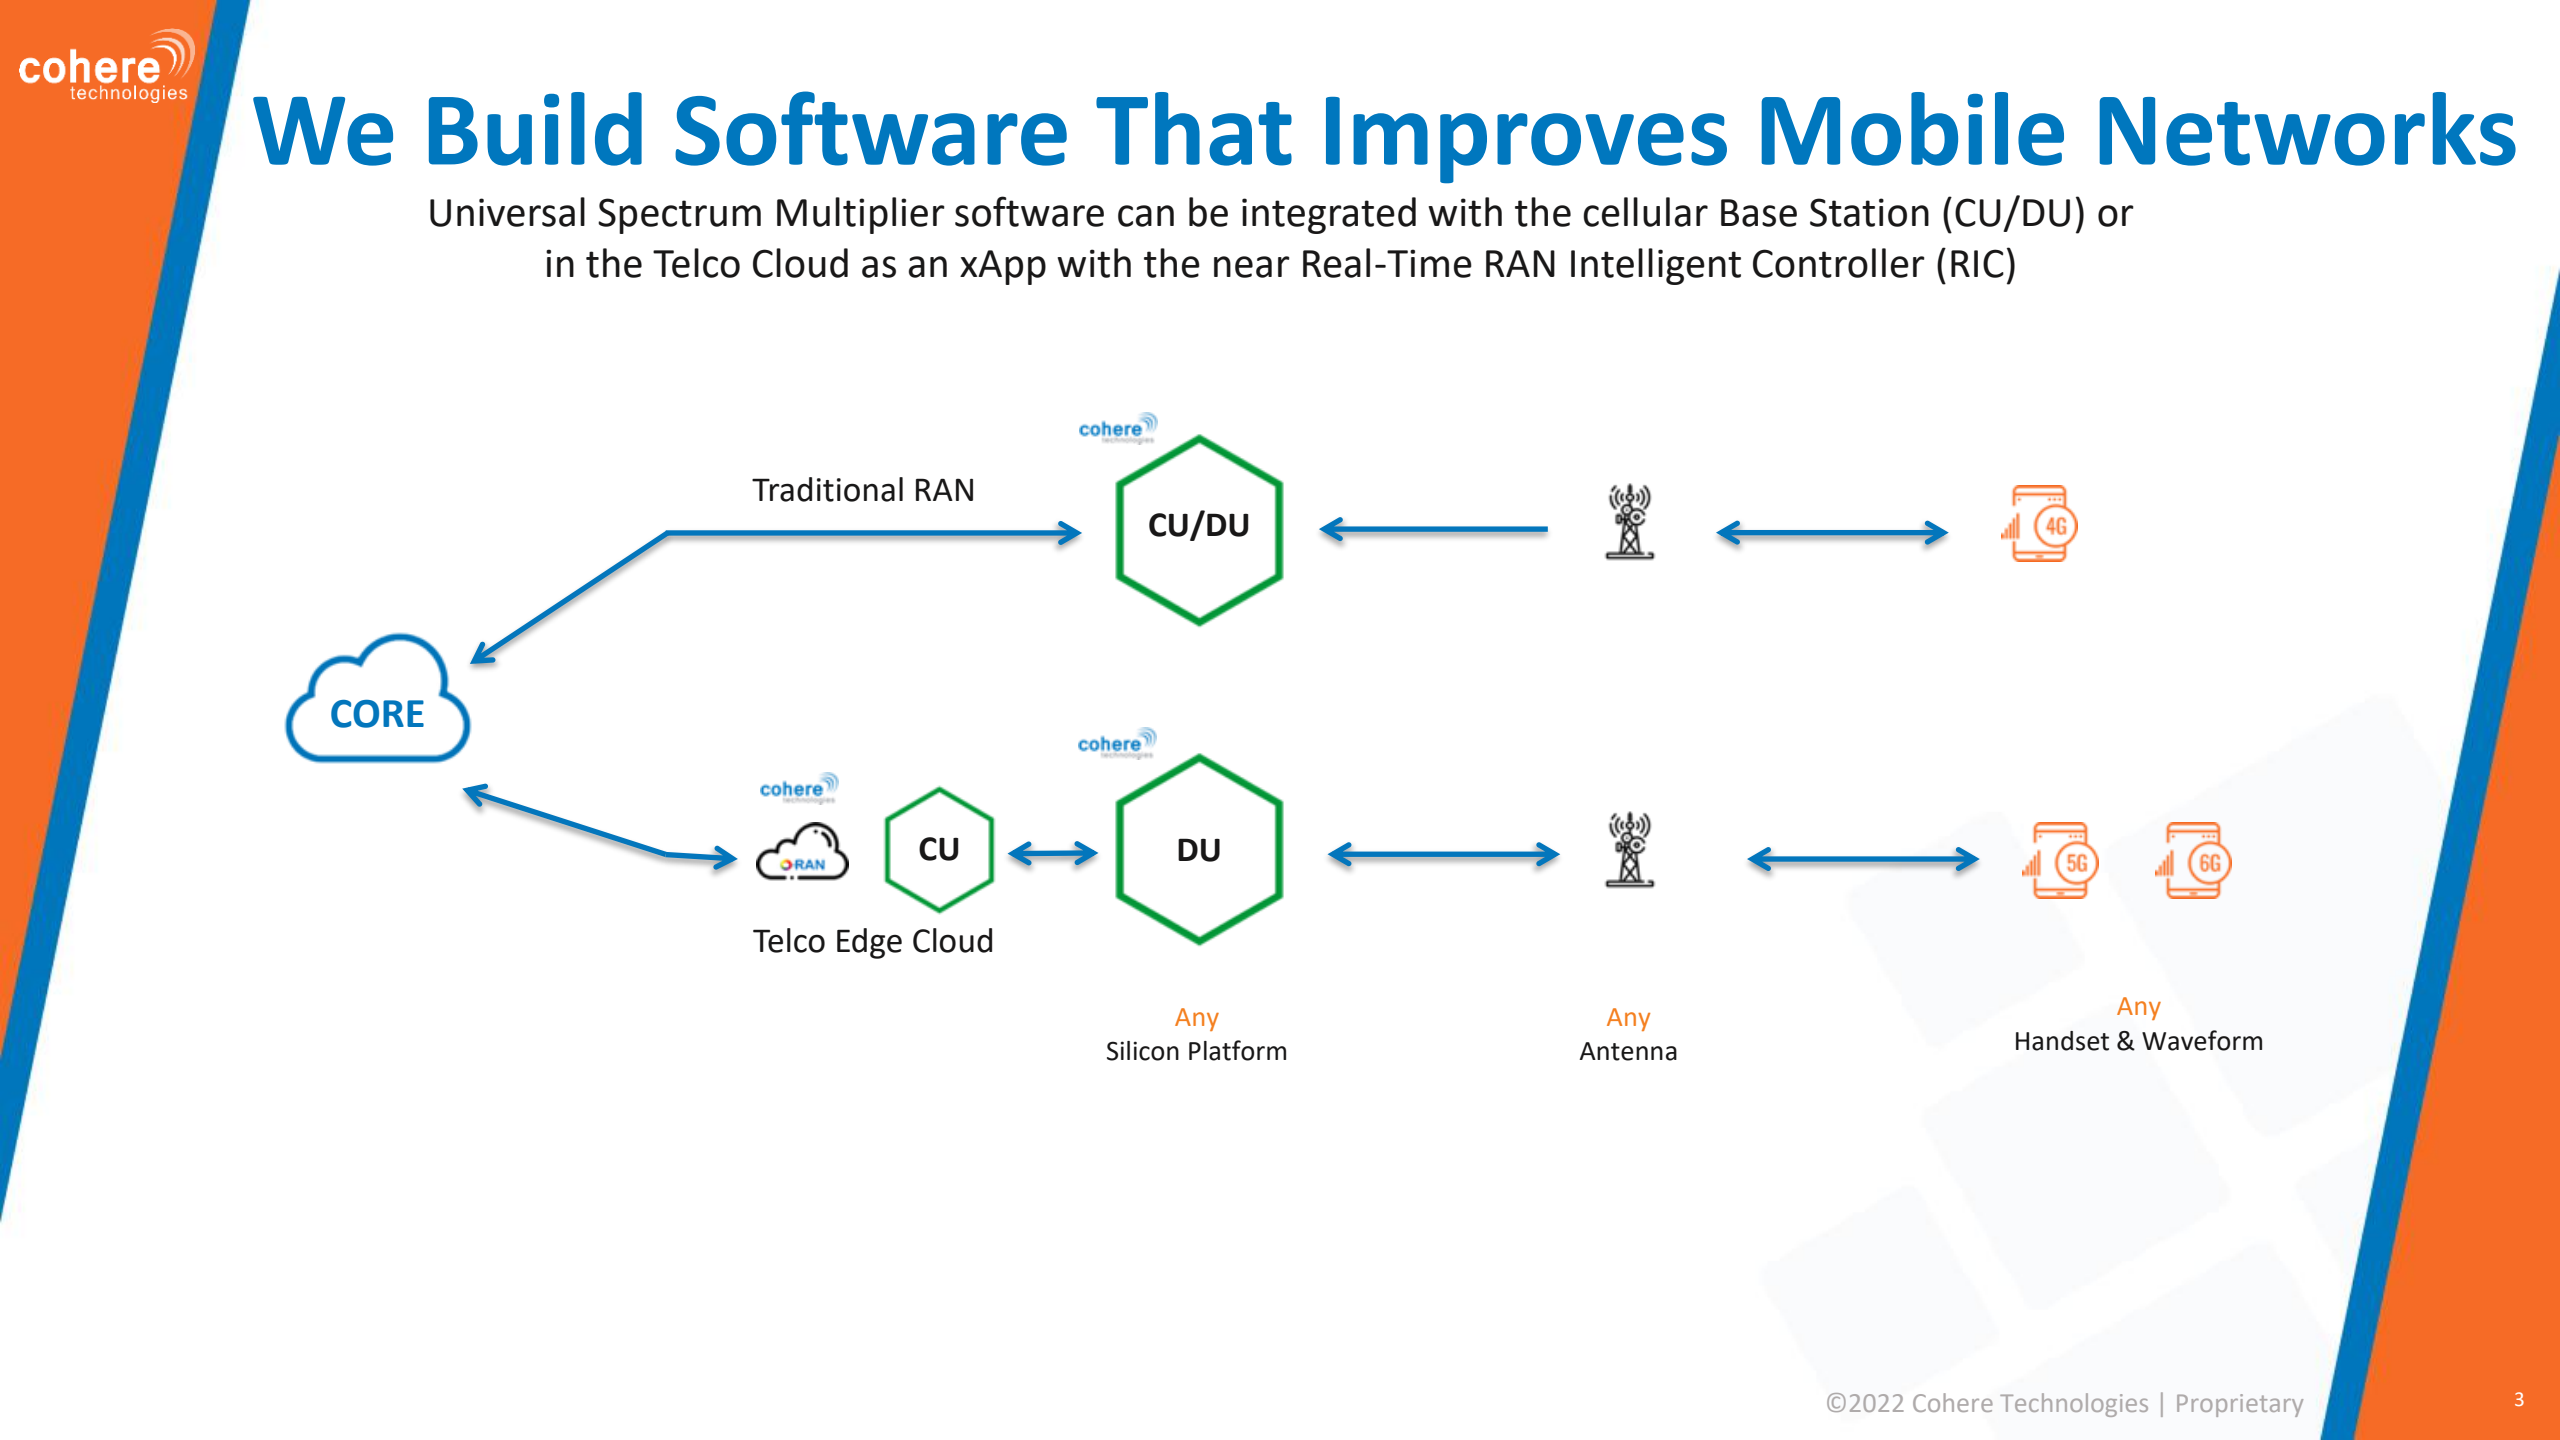 cohere
technologies
We Build Software That Improves Mobile Networks
Universal Spectrum Multiplier software can be integrated with the cellular Base Station (CU/DU) or
in the Telco Cloud as an xApp with the near Real-Time RAN Intelligent Controller (RIC)
cohere
technologies
Traditional RAN
CU/DU
4G
CORE
cohere
technologies
cohere
technologies
RAN
CU
DU
5G
6G
Telco Edge Cloud
Any
Silicon Platform
Any
Antenna
Any
Handset & Waveform
©2022 Cohere Technologies | Proprietary
3